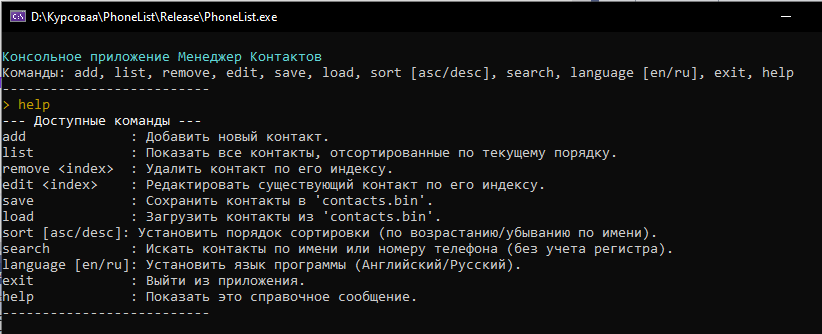 D:\Курсовая\PhoneList\Release\PhoneList.exe
Консольное приложение Менеджер Контактов
Команды: add, list, remove, edit, save, load, sort [asc/desc], search, language [en/ru], exit, help
--------------------------
> help
--- Доступные команды ---
add             : Добавить новый контакт.
list            : Показать все контакты, отсортированные по текущему порядку.
remove <index>  : Удалить контакт по его индексу.
edit <index>    : Редактировать существующий контакт по его индексу.
save            : Сохранить контакты в 'contacts.bin'.
load            : Загрузить контакты из 'contacts.bin'.
sort [asc/desc]: Установить порядок сортировки (по возрастанию/убыванию по имени).
search          : Искать контакты по имени или номеру телефона (без учета регистра).
language [en/ru]: Установить язык программы (Английский/Русский).
exit            : Выйти из приложения.
help            : Показать это справочное сообщение.
--------------------------